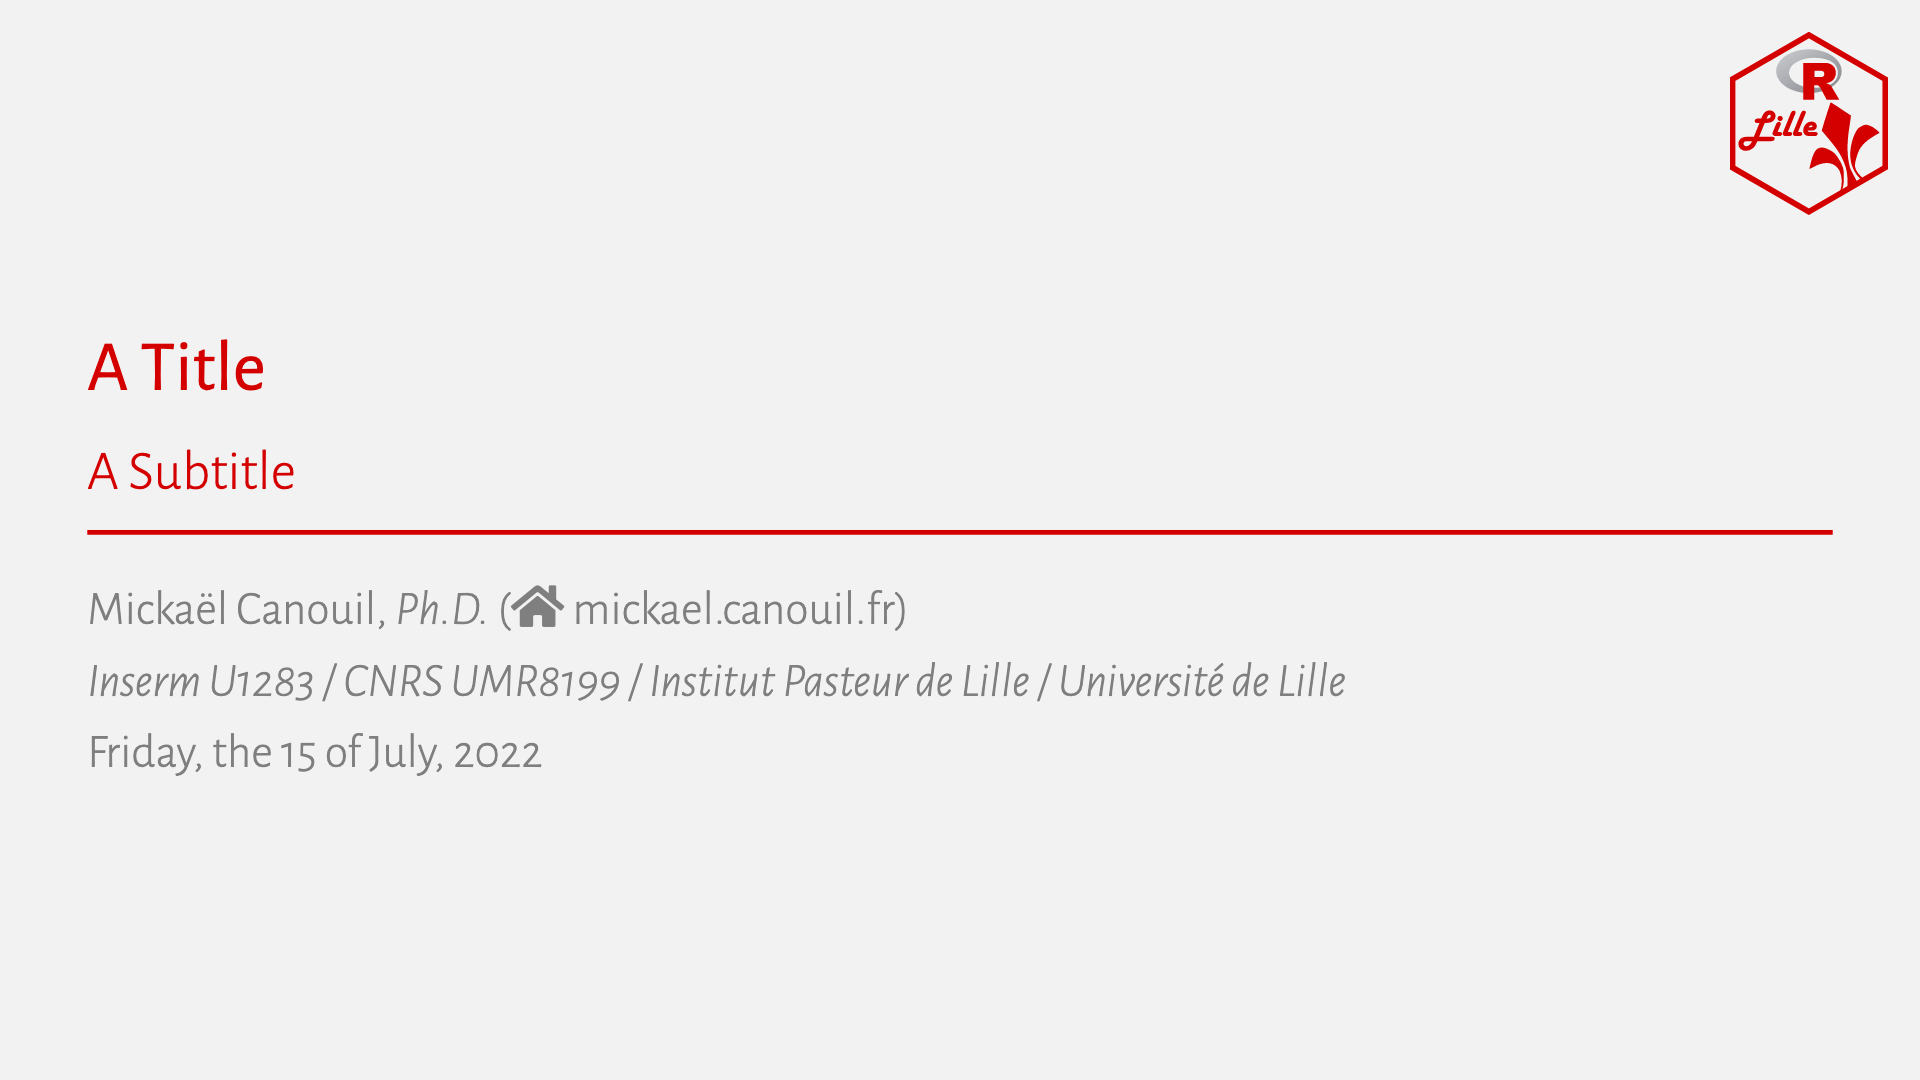 R
Lille
A Title
A Subtitle
Mickaël Canouil, Ph.D. ( mickael.canouil.fr)
Inserm U1283 / CNRS UMR8199 / Institut Pasteur de Lille / Université de Lille
Friday, the 15 of July, 2022